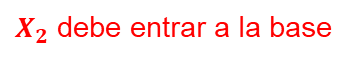 X₂ debe entrar a la base